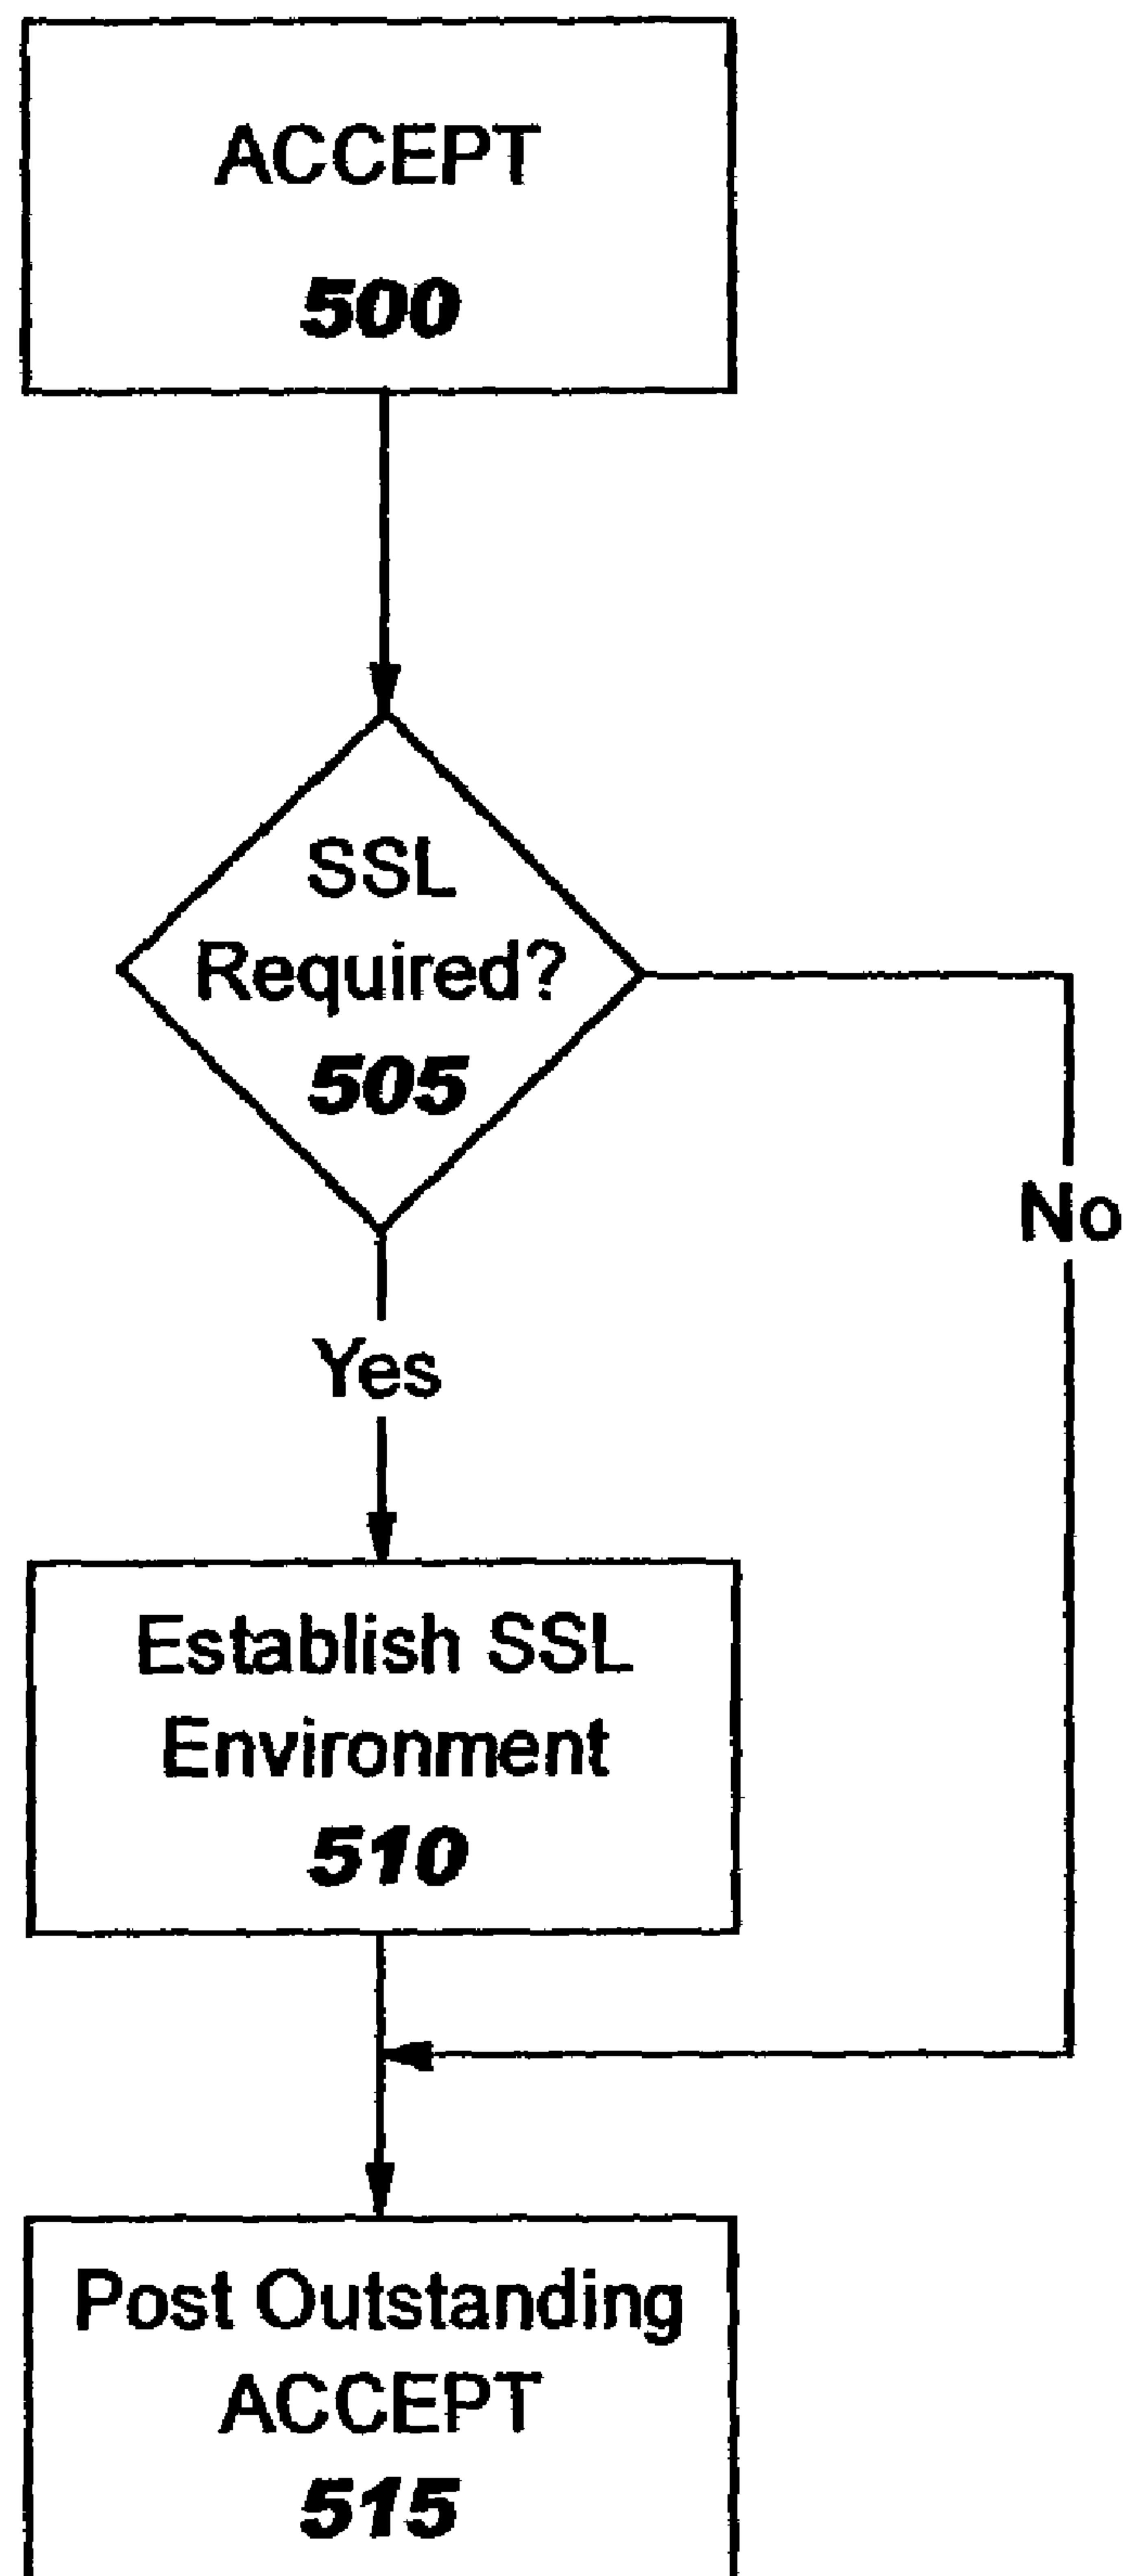 ACCEPT
500
SSL
Required?
505
No
Yes
Establish SSL
Environment
510
Post Outstanding
ACCEPT
515